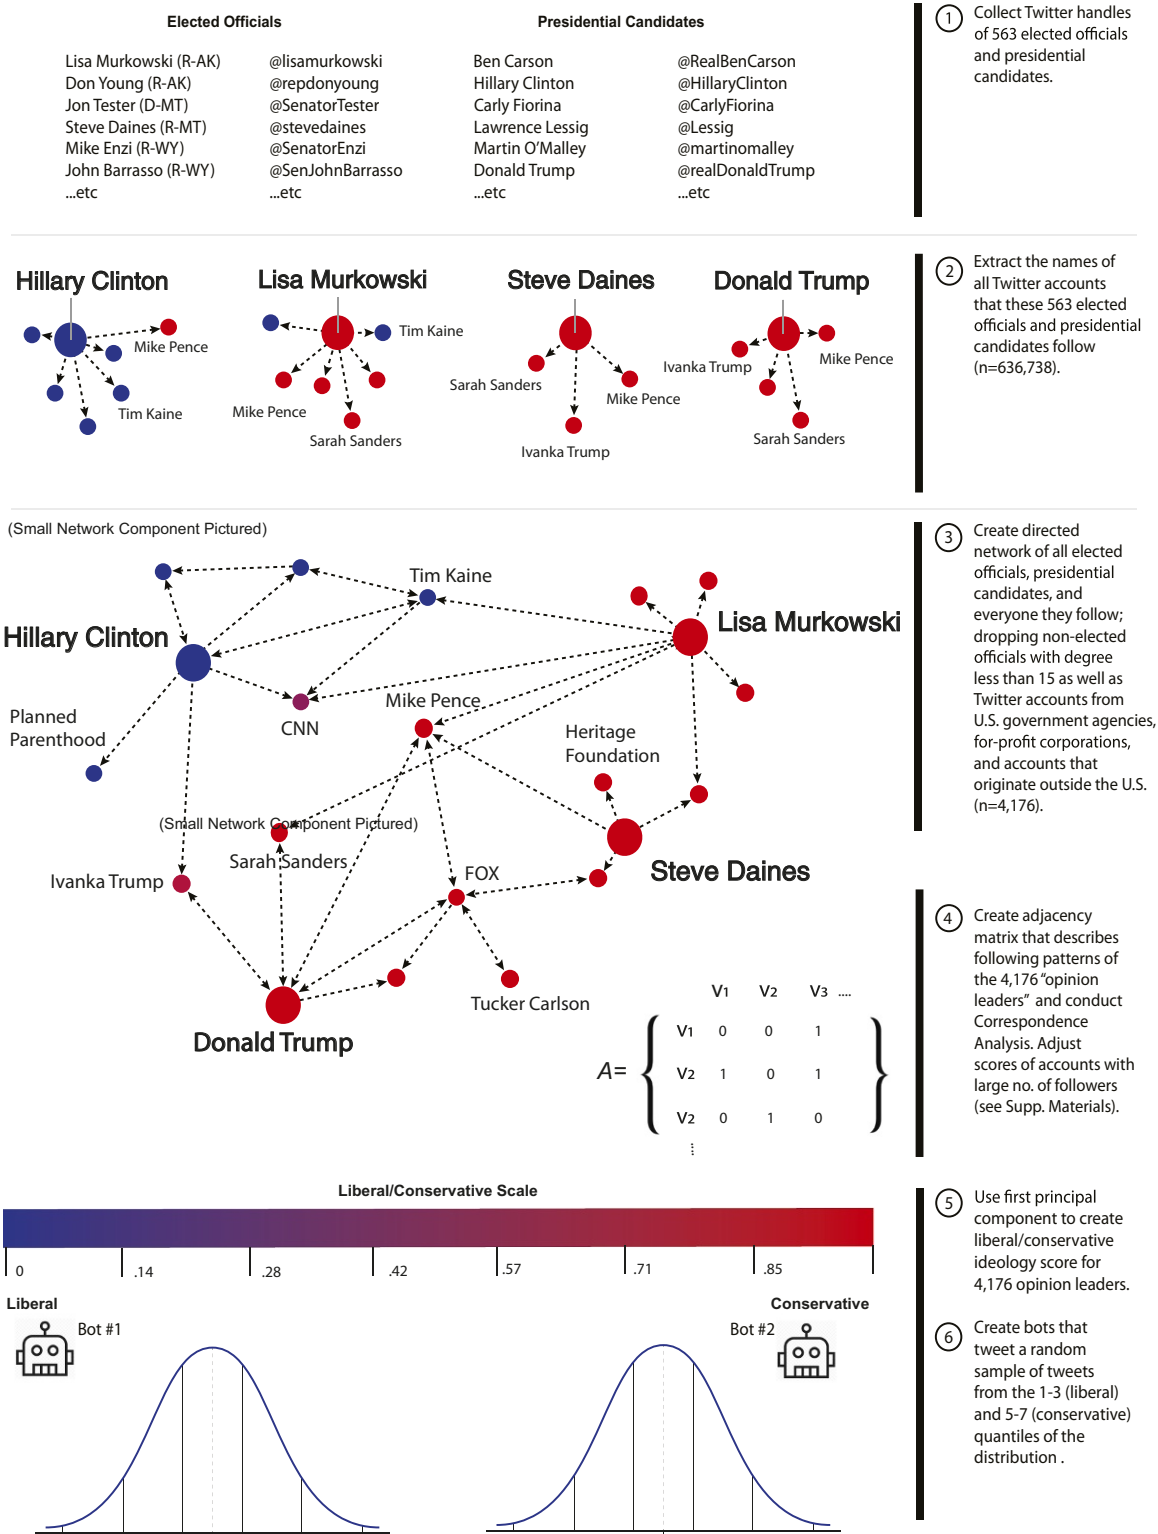 Elected Officials
Presidential Candidates
Lisa Murkowski (R-AK) @lisamurkowski Ben Carson @RealBenCarson
Don Young (R-AK) @repdonyoung Hillary Clinton @HillaryClinton
Jon Tester (D-MT) @SenatorTester Carly Fiorina @CarlyFiorina
Steve Daines (R-MT) @stevedaines Lawrence Lessig @Lessig
Mike Enzi (R-WY) @SenatorEnzi Martin O'Malley @martinomalley
John Barrasso (R-WY) @SenJohnBarrasso Donald Trump @realDonaldTrump
...etc ...etc ...etc ...etc
1 Collect Twitter handles
of 563 elected officials
and presidential
candidates.
Hillary Clinton
Mike Pence
Tim Kaine
Lisa Murkowski
Tim Kaine
Mike Pence
Sarah Sanders
Steve Daines
Sarah Sanders
Mike Pence
Ivanka Trump
Donald Trump
Ivanka Trump
Mike Pence
Sarah Sanders
2 Extract the names of
all Twitter accounts
that these 563 elected
officials and presidential
candidates follow
(n=636,738).
(Small Network Component Pictured)
Tim Kaine
Hillary Clinton
Lisa Murkowski
Mike Pence
CNN
Planned
Parenthood
Heritage
Foundation
(Small Network Component Pictured)
Sarah Sanders
Ivanka Trump
FOX
Steve Daines
Tucker Carlson
Donald Trump
3 Create directed
network of all elected
officials, presidential
candidates, and
everyone they follow;
dropping non-elected
officials with degree
less than 15 as well as
Twitter accounts from
U.S. government agencies,
for-profit corporations,
and accounts that
originate outside the U.S.
(n=4,176).
V1 V2 V3 ....
V1 0 0 1
A= V2 1 0 1
V2 0 1 0
....
4 Create adjacency
matrix that describes
following patterns of
the 4,176 “opinion
leaders” and conduct
Correspondence
Analysis. Adjust
scores of accounts with
large no. of followers
(see Supp. Materials).
Liberal/Conservative Scale
0 .14 .28 .42 .57 .71 .85
Liberal
Conservative
Bot #1
Bot #2
5 Use first principal
component to create
liberal/conservative
ideology score for
4,176 opinion leaders.
6 Create bots that
tweet a random
sample of tweets
from the 1-3 (liberal)
and 5-7 (conservative)
quantiles of the
distribution .